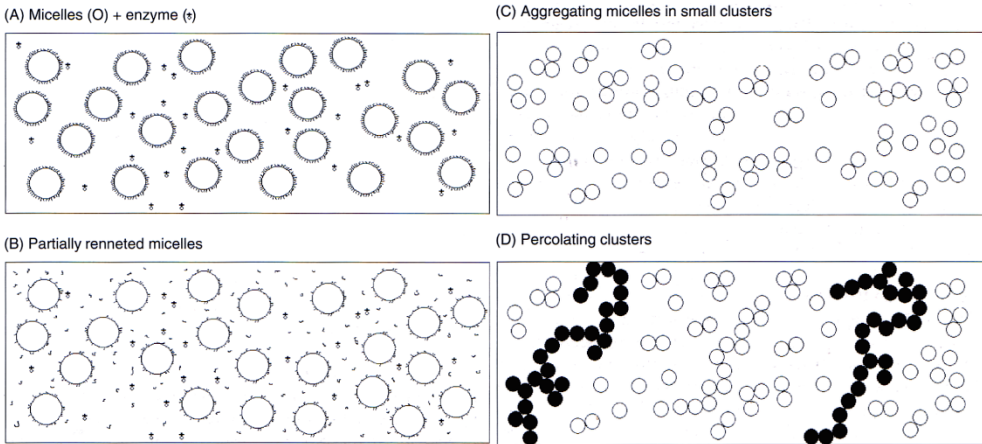 (A) Micelles (O) + enzyme ( )
(B) Partially renneted micelles
(C) Aggregating micelles in small clusters
(D) Percolating clusters